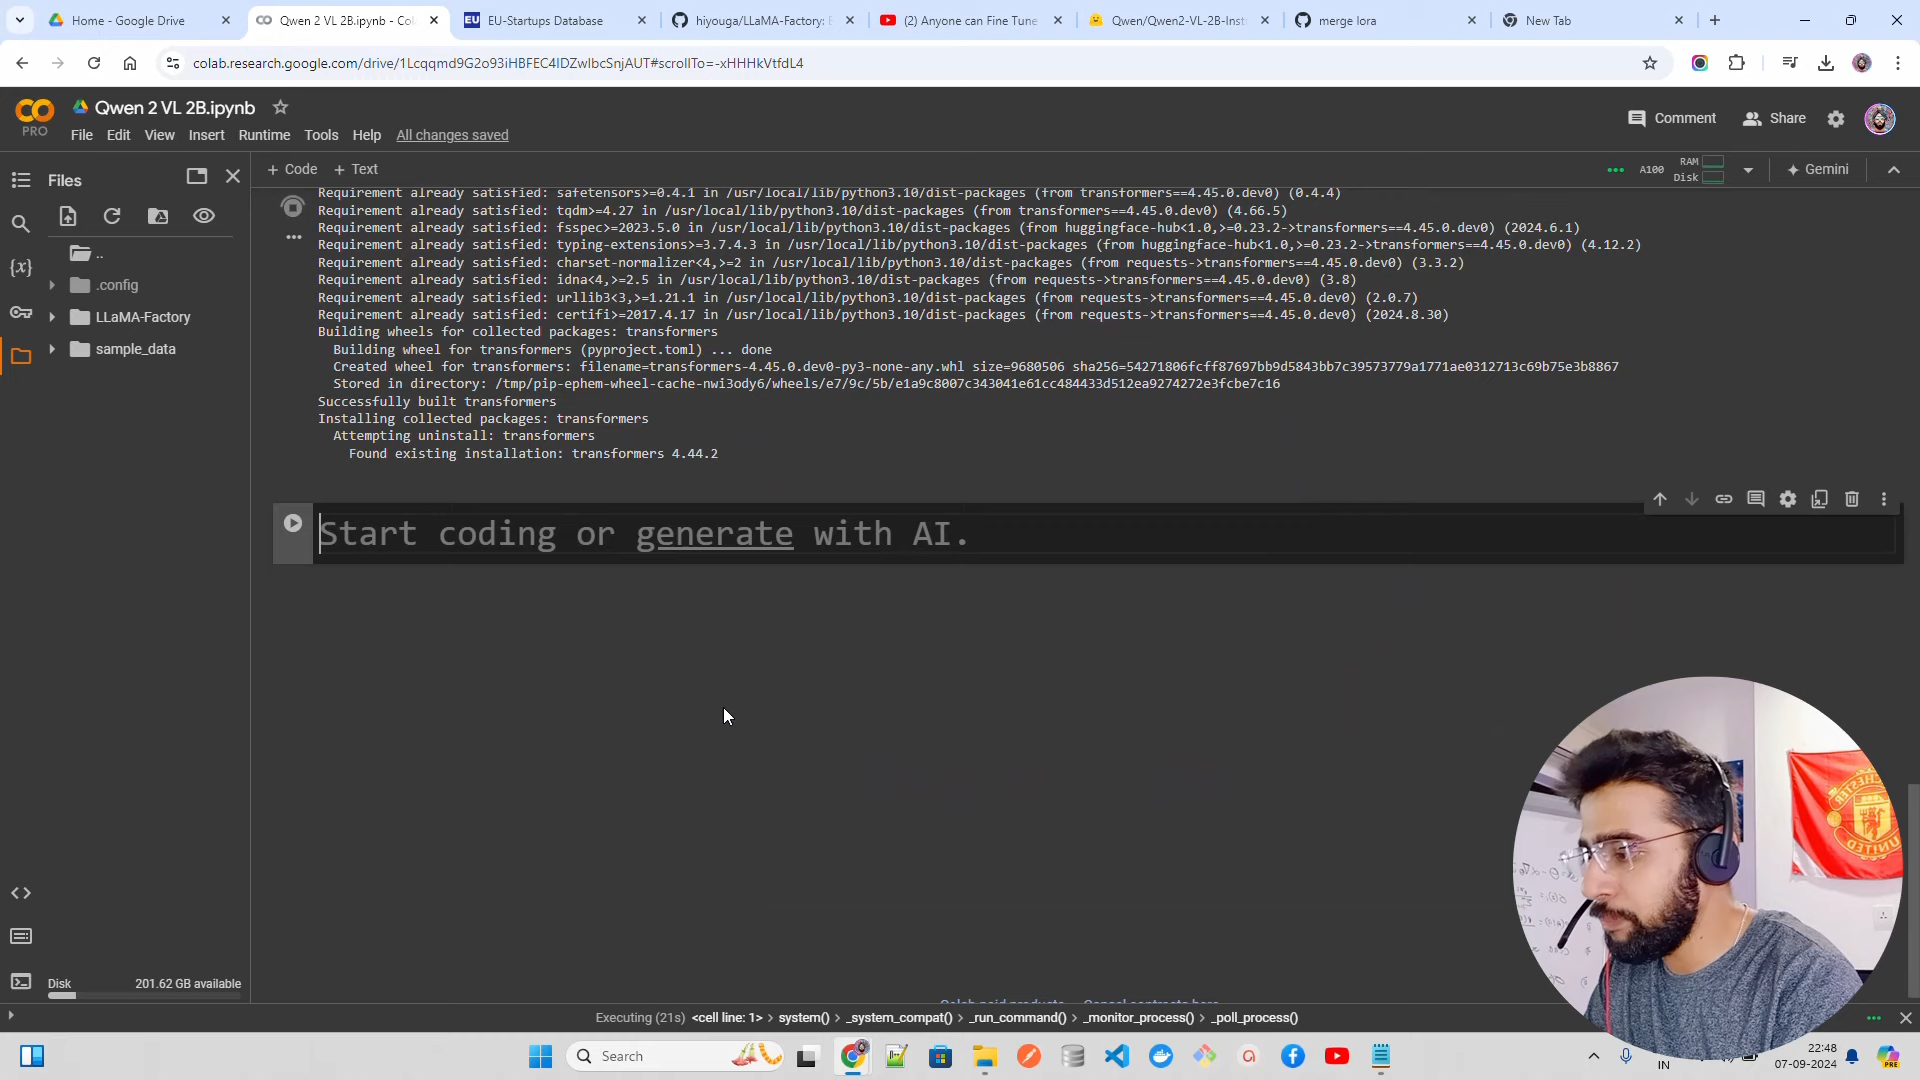 Home - Google Drive
Qwen 2 VL 2B.ipynb - Col
EU-Startups Database
hiyouga/LLaMA-Factory: E
(2) Anyone can Fine Tune
Qwen/Qwen2-VL-2B-Inst
merge lora
New Tab
colab.research.google.com/drive/1Lcqqmd9G2o93iHBFEC4IDZwIbcSnjAUT#scrollTo=-xHHHkVtfdL4
Qwen 2 VL 2B.ipynb
PRO
File Edit View Insert Runtime Tools Help All changes saved
Comment
Share
Files
+ Code + Text
A100
RAM
Disk
Gemini
..
.config
LLaMA-Factory
sample_data
Requirement already satisfied: safetensors>=0.4.1 in /usr/local/lib/python3.10/dist-packages (from transformers==4.45.0.dev0) (0.4.4)
Requirement already satisfied: tqdm>=4.27 in /usr/local/lib/python3.10/dist-packages (from transformers==4.45.0.dev0) (4.66.5)
Requirement already satisfied: fsspec>=2023.5.0 in /usr/local/lib/python3.10/dist-packages (from huggingface-hub<1.0,>=0.23.2->transformers==4.45.0.dev0) (2024.6.1)
Requirement already satisfied: typing-extensions>=3.7.4.3 in /usr/local/lib/python3.10/dist-packages (from huggingface-hub<1.0,>=0.23.2->transformers==4.45.0.dev0) (4.12.2)
Requirement already satisfied: charset-normalizer<4,>=2 in /usr/local/lib/python3.10/dist-packages (from requests->transformers==4.45.0.dev0) (3.3.2)
Requirement already satisfied: idna<4,>=2.5 in /usr/local/lib/python3.10/dist-packages (from requests->transformers==4.45.0.dev0) (3.8)
Requirement already satisfied: urllib3<3,>=1.21.1 in /usr/local/lib/python3.10/dist-packages (from requests->transformers==4.45.0.dev0) (2.0.7)
Requirement already satisfied: certifi>=2017.4.17 in /usr/local/lib/python3.10/dist-packages (from requests->transformers==4.45.0.dev0) (2024.8.30)
Building wheels for collected packages: transformers
Building wheel for transformers (pyproject.toml) ... done
Created wheel for transformers: filename=transformers-4.45.0.dev0-py3-none-any.whl size=9680506 sha256=54271806fcff87697bb9d5843bb7c39573779a1771ae0312713c69b75e3b8867
Stored in directory: /tmp/pip-ephem-wheel-cache-nwi3ody6/wheels/e7/9c/5b/e1a9c8007c343041e61cc484433d512ea9274272e3fcbe7c16
Successfully built transformers
Installing collected packages: transformers
Attempting uninstall: transformers
Found existing installation: transformers 4.44.2
Start coding or generate with AI.
Colab paid products - Cancel contracts here
Disk 201.62 GB available
Executing (21s) <cell line: 1> > system() > _system_compat() > _run_command() > _monitor_process() > _poll_process()
Search
IN
22:48
07-09-2024
UNITED